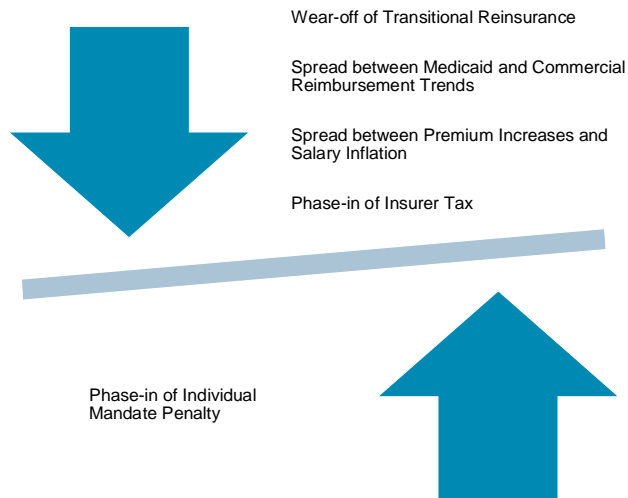 Wear-off of Transitional Reinsurance
Spread between Medicaid and Commercial
Reimbursement Trends
Spread between Premium Increases and
Salary Inflation
Phase-in of Insurer Tax
Phase-in of Individual
Mandate Penalty